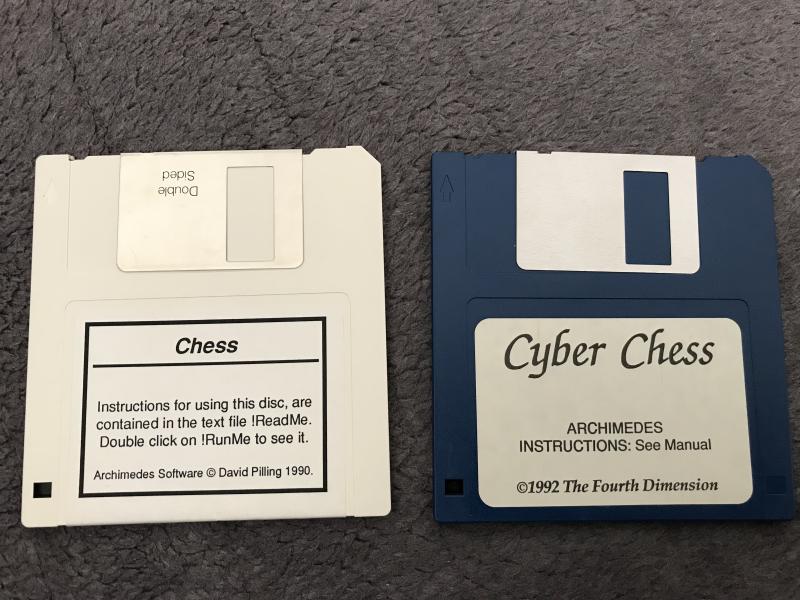 Double
Sided
Chess
Instructions for using this disc, are
contained in the text file !ReadMe.
Double click on !RunMe to see it.
Archimedes Software © David Pilling 1990.
Cyber Chess
ARCHIMEDES
INSTRUCTIONS: See Manual
©1992 The Fourth Dimension